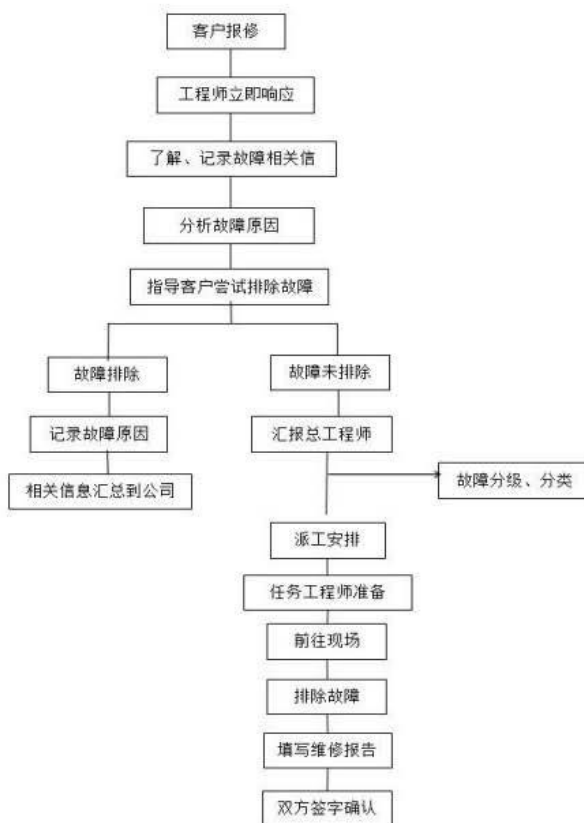 客户报修
工程师立即响应
了解、记录故障相关信
分析故障原因
指导客户尝试排除故障
故障排除
故障未排除
记录故障原因
汇报总工程师
相关信息汇总到公司
故障分级、分类
派工安排
任务工程师准备
前往现场
排除故障
填写维修报告
双方签字确认